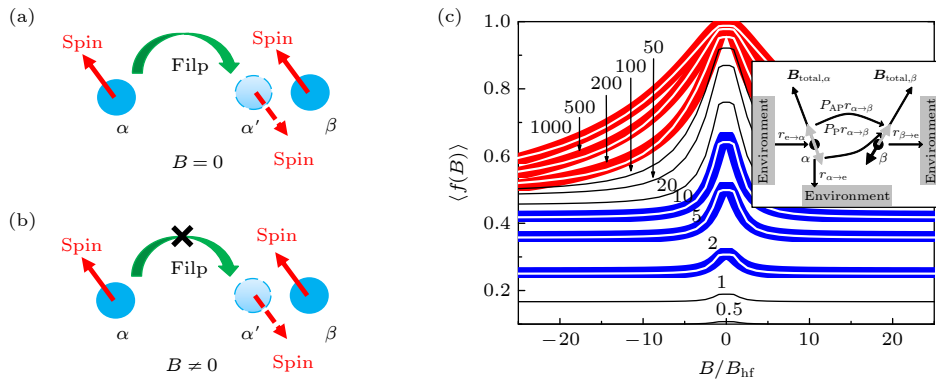 (a)
Spin
Filp
Spin
α
α′
β
Spin
B = 0
(b)
Spin
Filp
Spin
α
α′
β
Spin
B ≠ 0
(c)
⟨f(B)⟩
1.0
0.8
0.6
0.4
0.2
50
100
200
500
1000
20
10
5
2
1
0.5
-20
-10
0
10
20
B/B_hf
B_total,α
B_total,β
P_AP r_α→β
P_P r_α→β
r_e→α
r_β→e
α
β
r_α→e
Environment
Environment
Environment